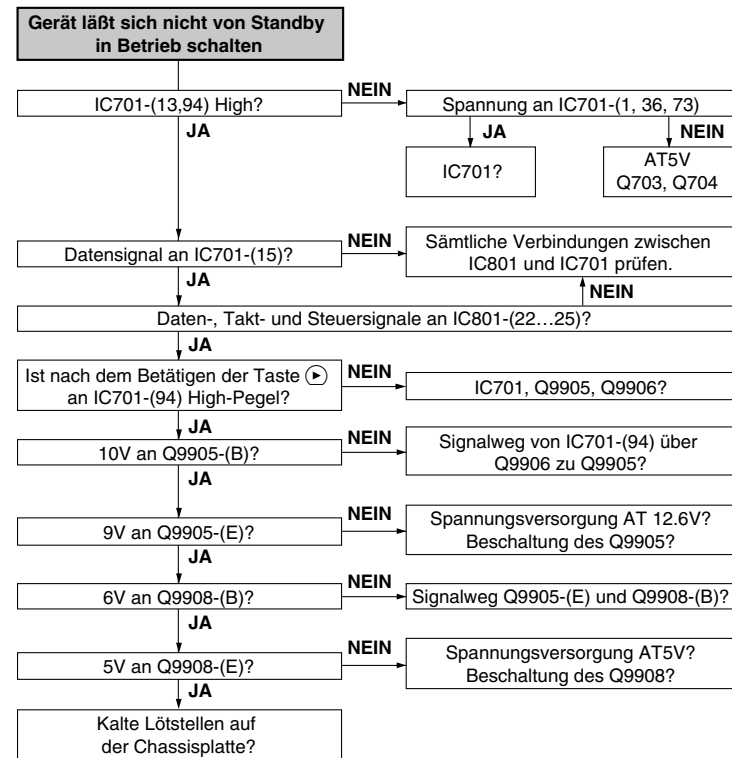 Gerät läßt sich nicht von Standby
in Betrieb schalten
IC701-(13,94) High?
NEIN
Spannung an IC701-(1, 36, 73)
JA
JA
NEIN
IC701?
AT5V
Q703, Q704
Datensignal an IC701-(15)?
NEIN
Sämtliche Verbindungen zwischen
IC801 und IC701 prüfen.
JA
NEIN
Daten-, Takt- und Steuersignale an IC801-(22...25)?
JA
Ist nach dem Betätigen der Taste ▶
an IC701-(94) High-Pegel?
NEIN
IC701, Q9905, Q9906?
JA
10V an Q9905-(B)?
NEIN
Signalweg von IC701-(94) über
Q9906 zu Q9905?
JA
9V an Q9905-(E)?
NEIN
Spannungsversorgung AT 12.6V?
Beschaltung des Q9905?
JA
6V an Q9908-(B)?
NEIN
Signalweg Q9905-(E) und Q9908-(B)?
JA
5V an Q9908-(E)?
NEIN
Spannungsversorgung AT5V?
Beschaltung des Q9908?
JA
Kalte Lötstellen auf
der Chassisplatte?